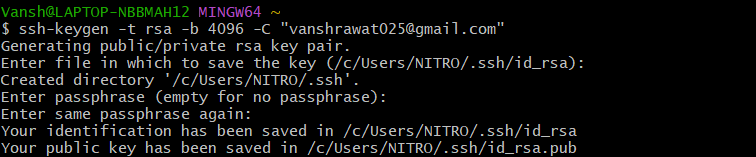 Vansh@LAPTOP-NBBMAH12 MINGW64 ~
$ ssh-keygen -t rsa -b 4096 -C "vanshrawat025@gmail.com"
Generating public/private rsa key pair.
Enter file in which to save the key (/c/Users/NITRO/.ssh/id_rsa):
Created directory '/c/Users/NITRO/.ssh'.
Enter passphrase (empty for no passphrase):
Enter same passphrase again:
Your identification has been saved in /c/Users/NITRO/.ssh/id_rsa
Your public key has been saved in /c/Users/NITRO/.ssh/id_rsa.pub